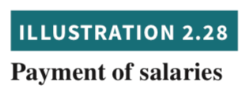 ILLUSTRATION 2.28
Payment of salaries